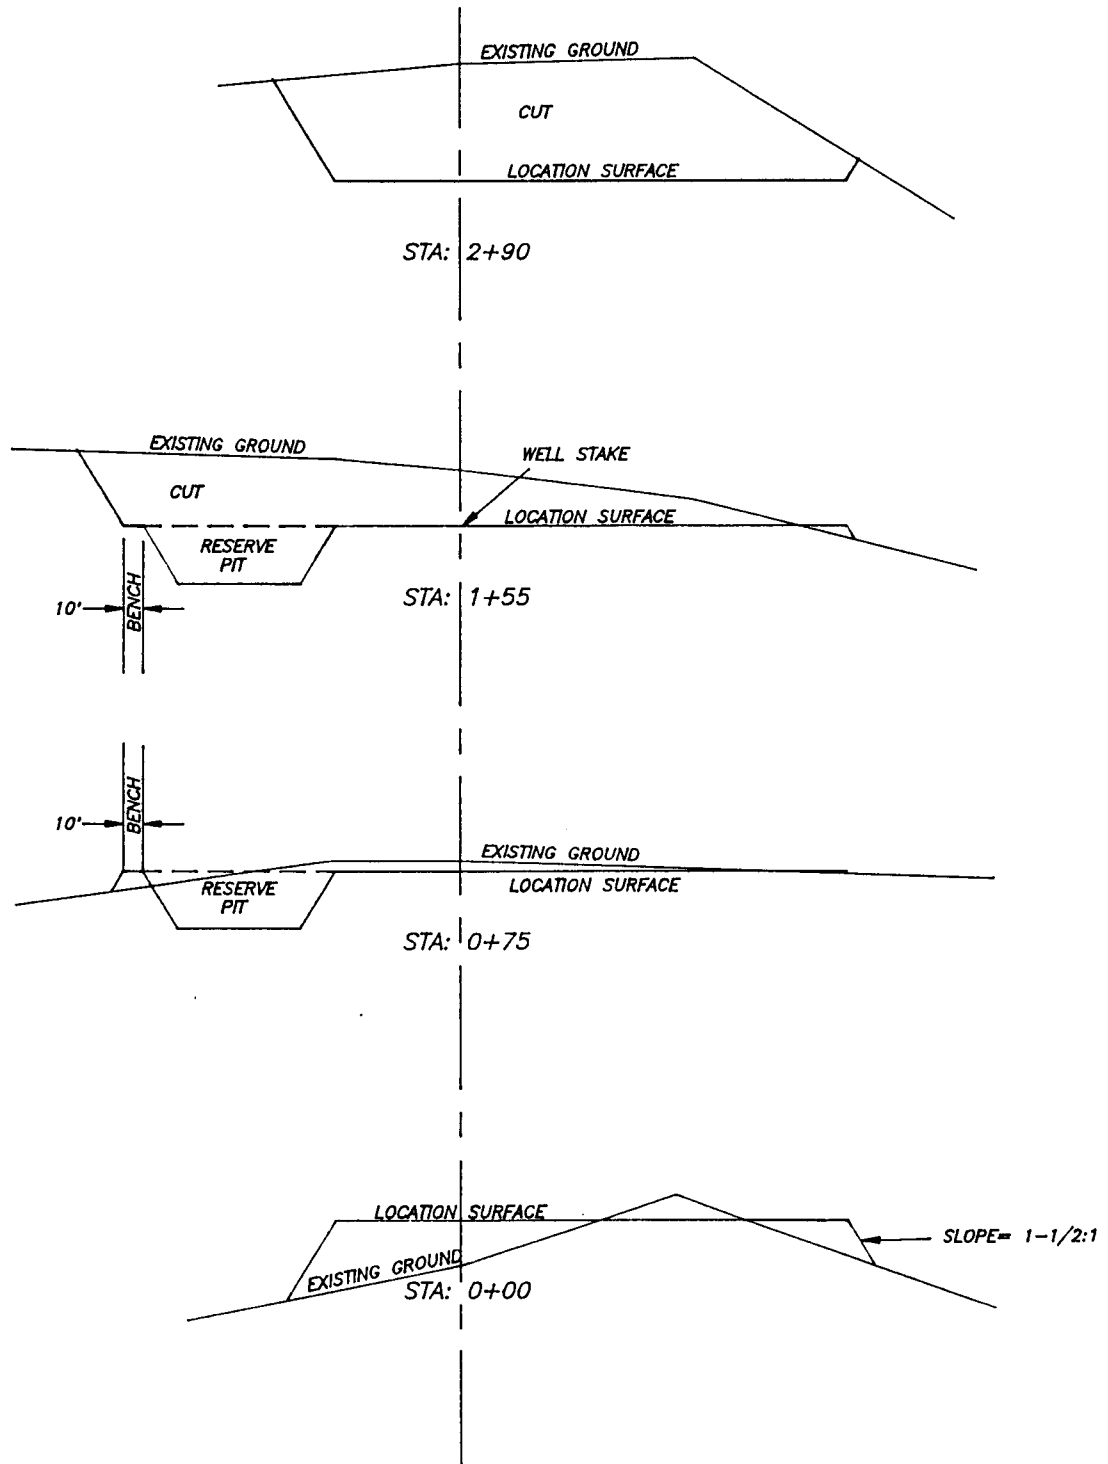 EXISTING GROUND
CUT
LOCATION SURFACE
STA: 2+90
EXISTING GROUND
WELL STAKE
CUT
LOCATION SURFACE
RESERVE
PIT
STA: 1+55
10'
BENCH
BENCH
10'
EXISTING GROUND
LOCATION SURFACE
RESERVE
PIT
STA: 0+75
LOCATION SURFACE
SLOPE= 1-1/2:1
EXISTING GROUND
STA: 0+00